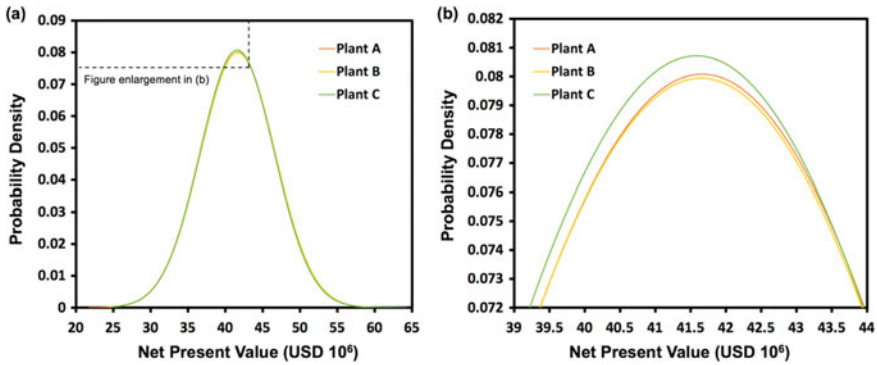 (a)
0.09
0.08
0.07
0.06
0.05
0.04
0.03
0.02
0.01
0
Probability Density
Figure enlargement in (b)
Plant A
Plant B
Plant C
20 25 30 35 40 45 50 55 60 65
Net Present Value (USD 10⁶)
(b)
0.082
0.081
0.08
0.079
0.078
0.077
0.076
0.075
0.074
0.073
0.072
Probability Density
Plant A
Plant B
Plant C
39 39.5 40 40.5 41 41.5 42 42.5 43 43.5 44
Net Present Value (USD 10⁶)